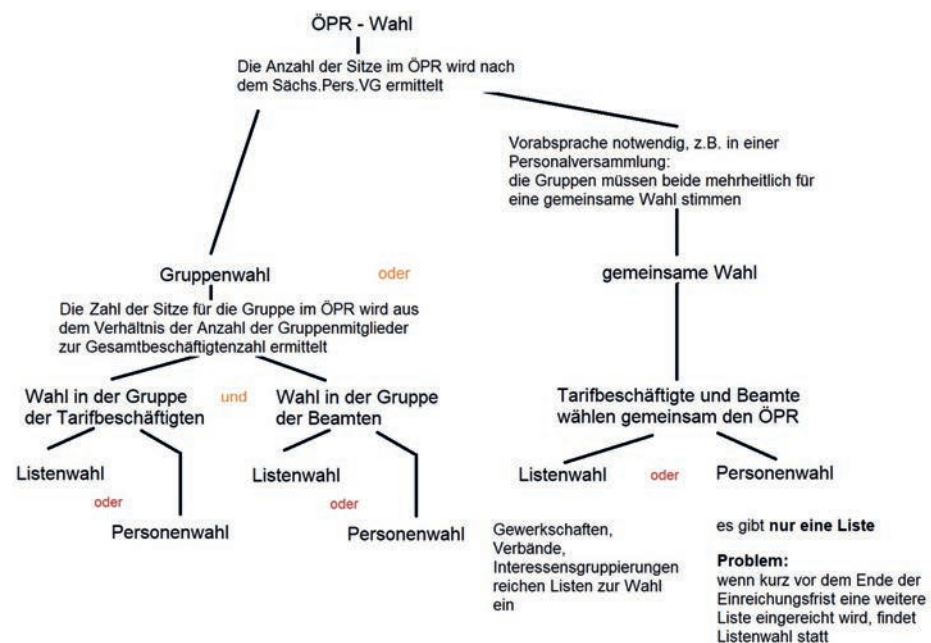 ÖPR - Wahl
Die Anzahl der Sitze im ÖPR wird nach
dem Sächs.Pers.VG ermittelt
Vorabsprache notwendig, z.B. in einer
Personalversammlung:
die Gruppen müssen beide mehrheitlich für
eine gemeinsame Wahl stimmen
Gruppenwahl
oder
gemeinsame Wahl
Die Zahl der Sitze für die Gruppe im ÖPR wird aus
dem Verhältnis der Anzahl der Gruppenmitglieder
zur Gesamtbeschäftigtenzahl ermittelt
Wahl in der Gruppe
der Tarifbeschäftigten
und
Wahl in der Gruppe
der Beamten
Tarifbeschäftigte und Beamte
wählen gemeinsam den ÖPR
Listenwahl
oder
Personenwahl
Listenwahl
oder
Personenwahl
Listenwahl
oder
Personenwahl
Gewerkschaften,
Verbände,
Interessensgruppierungen
reichen Listen zur Wahl
ein
es gibt nur eine Liste
Problem:
wenn kurz vor dem Ende der
Einreichungsfrist eine weitere
Liste eingereicht wird, findet
Listenwahl statt